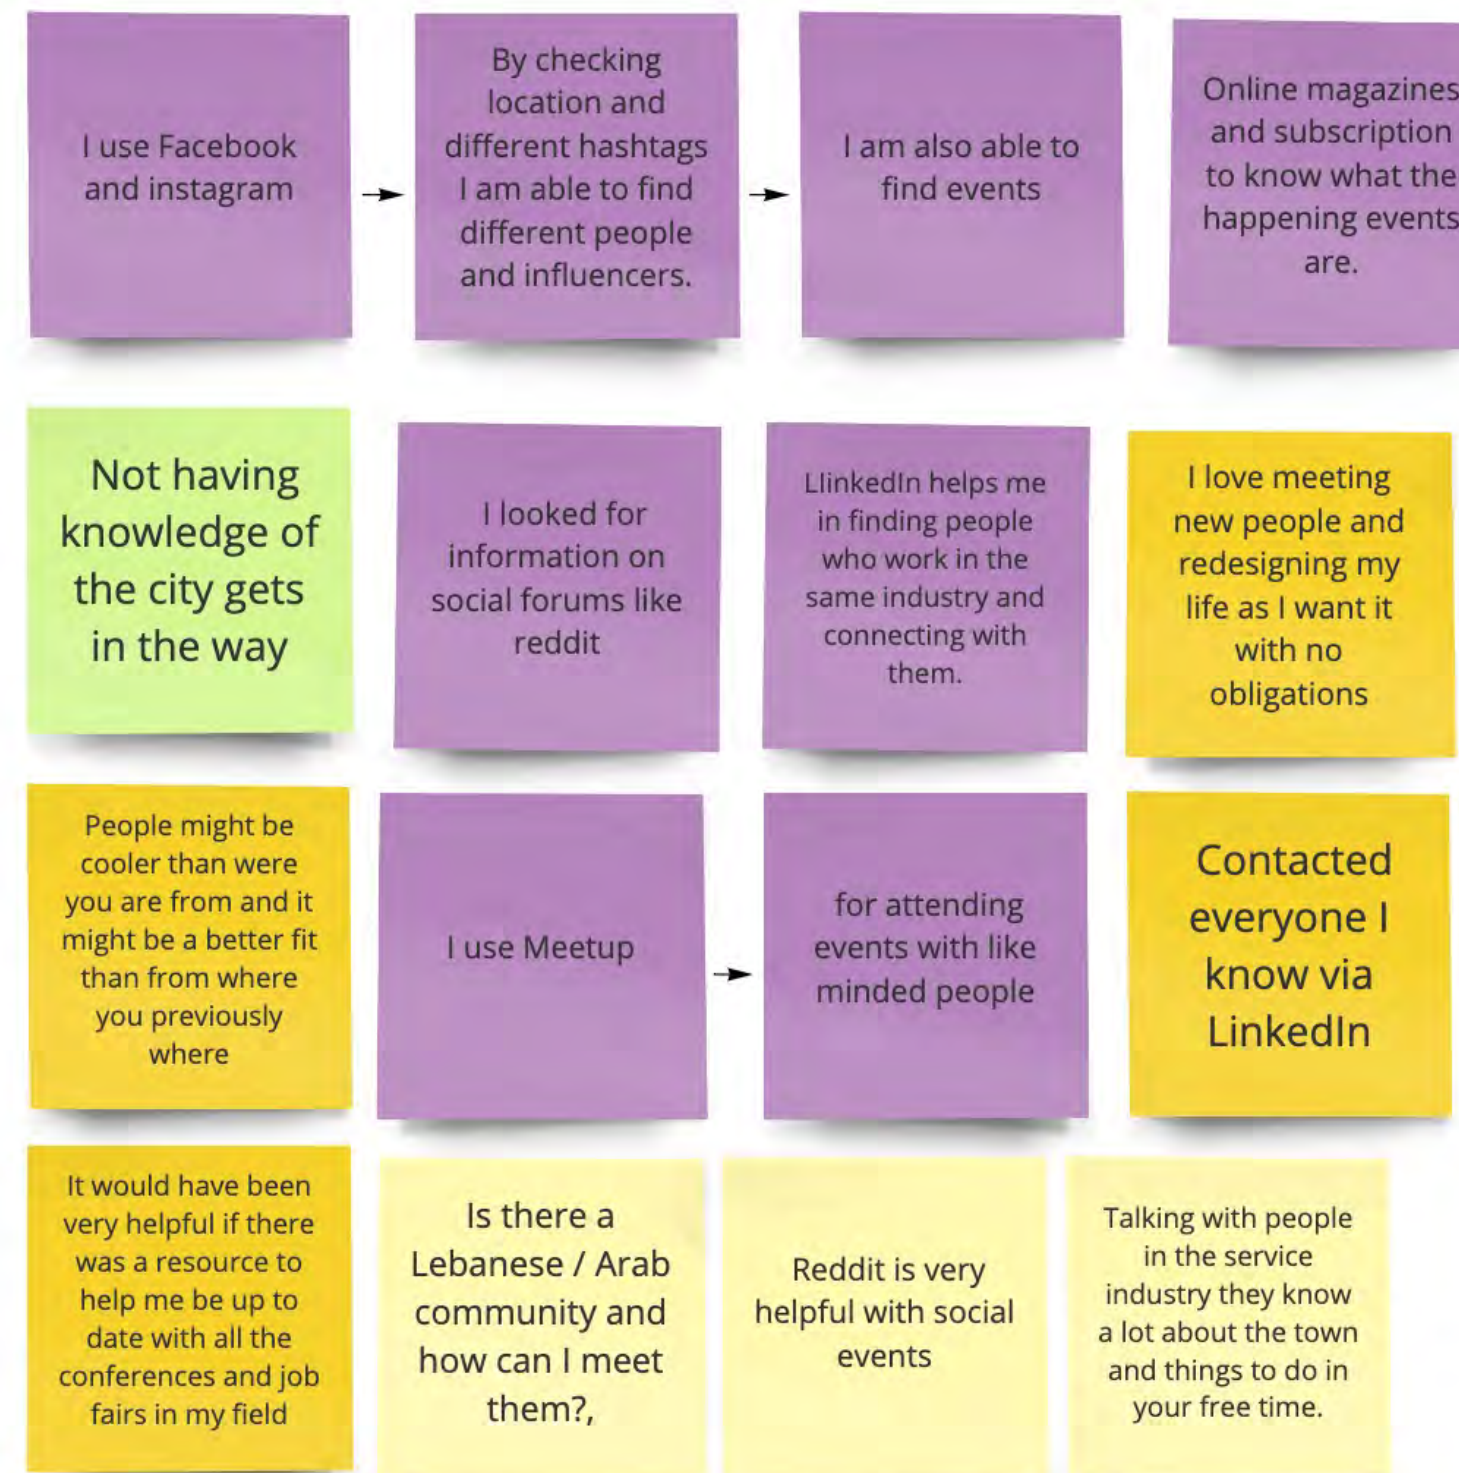 I use Facebook
and instagram
By checking
location and
different hashtags
I am able to find
different people
and influencers.
I am also able to
find events
Online magazines
and subscription
to know what the
happening events
are.
Not having
knowledge of
the city gets
in the way
I looked for
information on
social forums like
reddit
LlinkedIn helps me
in finding people
who work in the
same industry and
connecting with
them.
I love meeting
new people and
redesigning my
life as I want it
with no
obligations
People might be
cooler than were
you are from and it
might be a better fit
than from where
you previously
where
I use Meetup
for attending
events with like
minded people
Contacted
everyone I
know via
LinkedIn
It would have been
very helpful if there
was a resource to
help me be up to
date with all the
conferences and job
fairs in my field
Is there a
Lebanese / Arab
community and
how can I meet
them?,
Reddit is very
helpful with social
events
Talking with people
in the service
industry they know
a lot about the town
and things to do in
your free time.